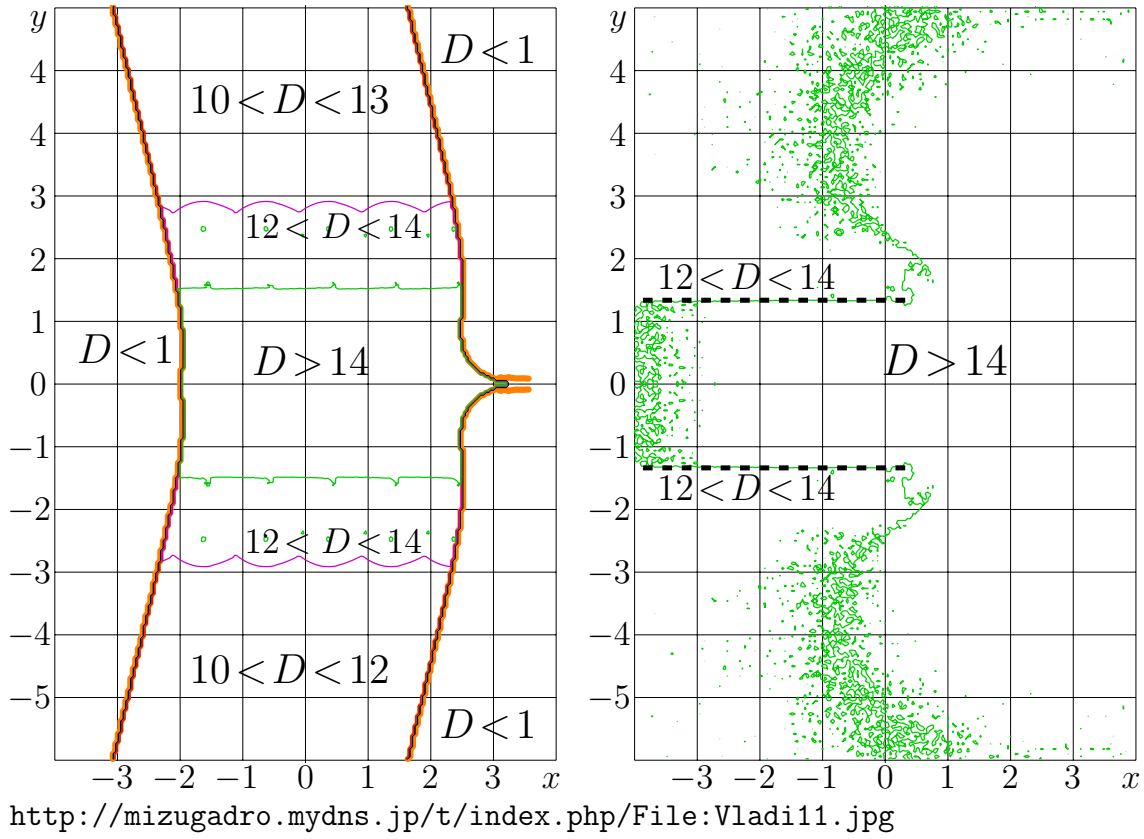 y
4
4
3
2
1
0
−1
−2
−3
−4
−5
−3 −2 −1 0 1 2 3 x
D<1
10<D<13
12<D<14
D<1
D>14
12<D<14
10<D<12
D<1
y
4
4
3
2
1
0
−1
−2
−3
−4
−5
−3 −2 −1 0 1 2 3 x
12<D<14
D>14
12<D<14
http://mizugadro.mydns.jp/t/index.php/File:Vladi11.jpg